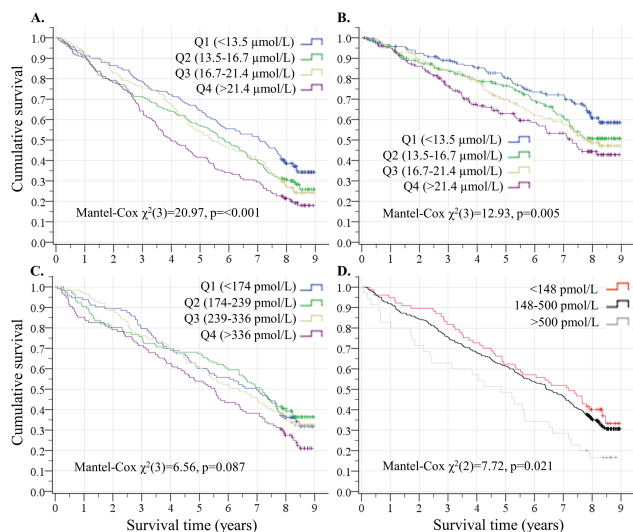 A.
Q1 (<13.5 µmol/L)
Q2 (13.5-16.7 µmol/L)
Q3 (16.7-21.4 µmol/L)
Q4 (>21.4 µmol/L)
Cumulative survival
1.0
0.9
0.8
0.7
0.6
0.5
0.4
0.3
0.2
0.1
0.0
Mantel-Cox χ²(3)=20.97, p=<0.001
0 1 2 3 4 5 6 7 8 9
B.
Q1 (<13.5 µmol/L)
Q2 (13.5-16.7 µmol/L)
Q3 (16.7-21.4 µmol/L)
Q4 (>21.4 µmol/L)
1.0
0.9
0.8
0.7
0.6
0.5
0.4
0.3
0.2
0.1
0.0
Mantel-Cox χ²(3)=12.93, p=0.005
0 1 2 3 4 5 6 7 8 9
C.
Q1 (<174 pmol/L)
Q2 (174-239 pmol/L)
Q3 (239-336 pmol/L)
Q4 (>336 pmol/L)
Cumulative survival
1.0
0.9
0.8
0.7
0.6
0.5
0.4
0.3
0.2
0.1
0.0
Mantel-Cox χ²(3)=6.56, p=0.087
0 1 2 3 4 5 6 7 8 9
Survival time (years)
D.
<148 pmol/L
148-500 pmol/L
>500 pmol/L
1.0
0.9
0.8
0.7
0.6
0.5
0.4
0.3
0.2
0.1
0.0
Mantel-Cox χ²(2)=7.72, p=0.021
0 1 2 3 4 5 6 7 8 9
Survival time (years)